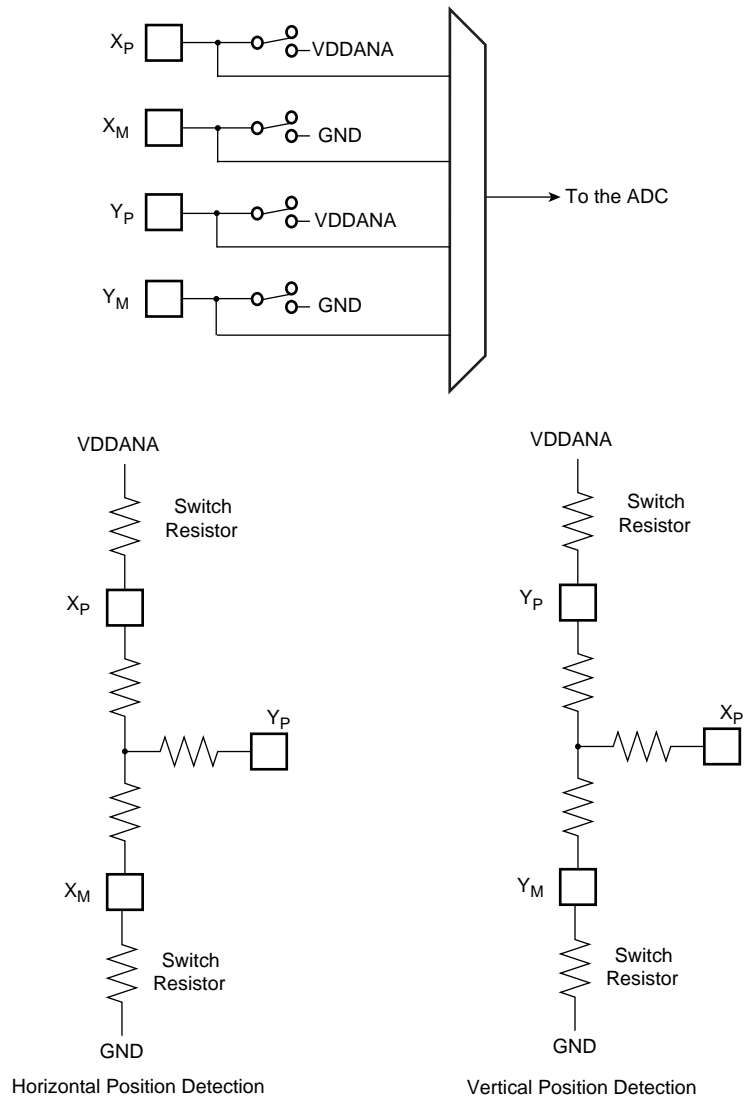 XP
VDDANA
XM
GND
To the ADC
YP
VDDANA
YM
GND
VDDANA
Switch
Resistor
XP
YP
XM
Switch
Resistor
GND
Horizontal Position Detection
VDDANA
Switch
Resistor
YP
XP
YM
Switch
Resistor
GND
Vertical Position Detection